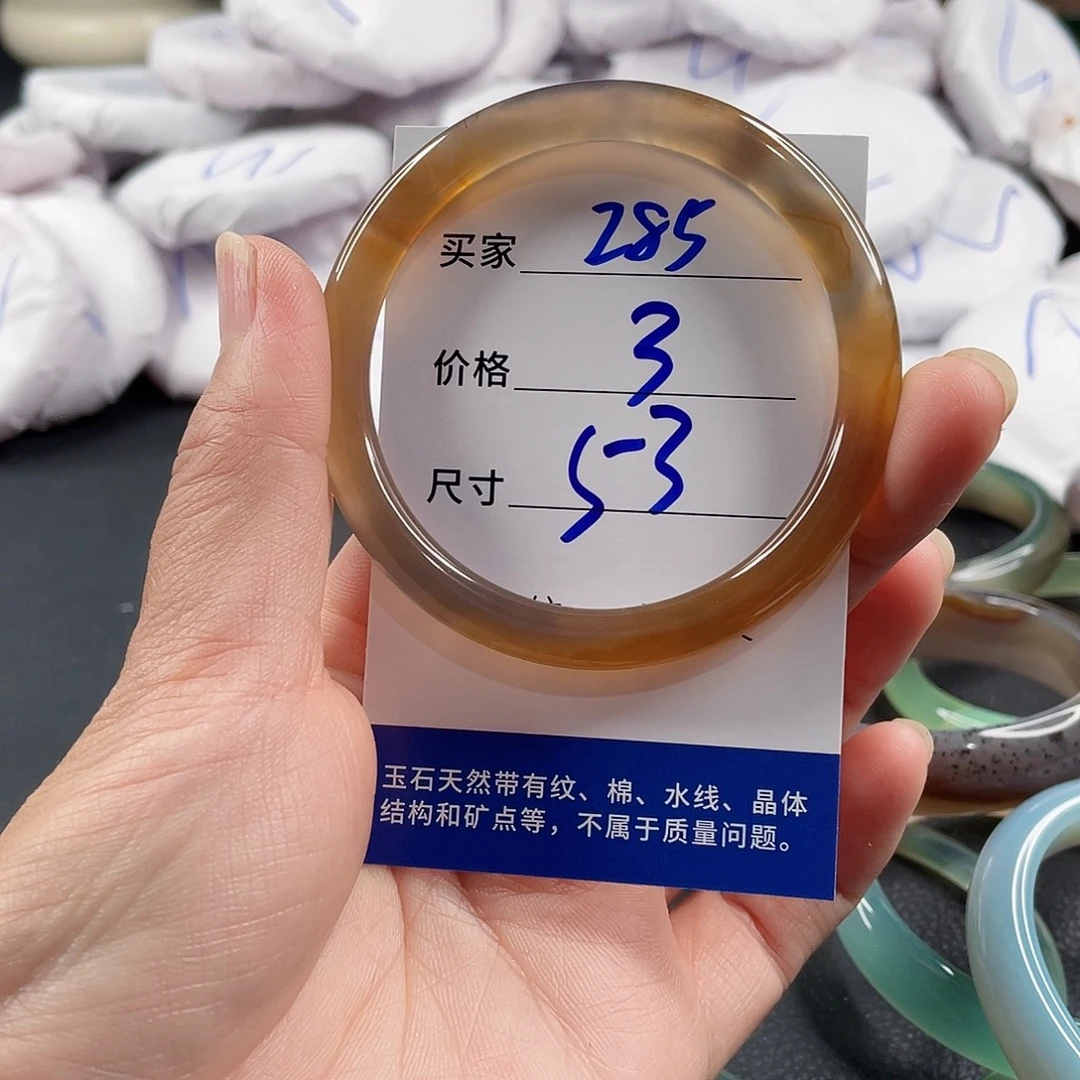 买家 285
价格 3
尺寸 53
玉石天然带有纹、棉、水线、晶体
结构和矿点等，不属于质量问题。